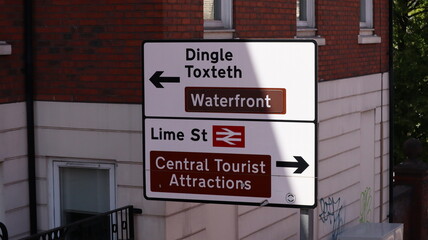 Dingle
Toxteth
Waterfront
Lime St
Central Tourist
Attractions